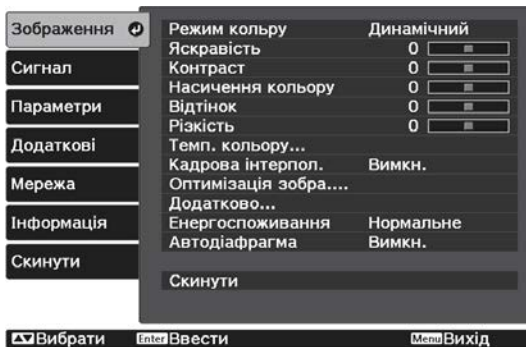 Зображення
Сигнал
Параметри
Додаткові
Мережа
Інформація
Скинути
Режим кольру Динамічний
Яскравість 0
Контраст 0
Насичення кольору 0
Відтінок 0
Різкість 0
Темп. кольору...
Кадрова інтерпол. Вимкн.
Оптимізація зобра....
Додатково...
Енергоспоживання Нормальне
Автодіафрагма Вимкн.
Скинути
Вибрати Enter Ввести Menu Вихід